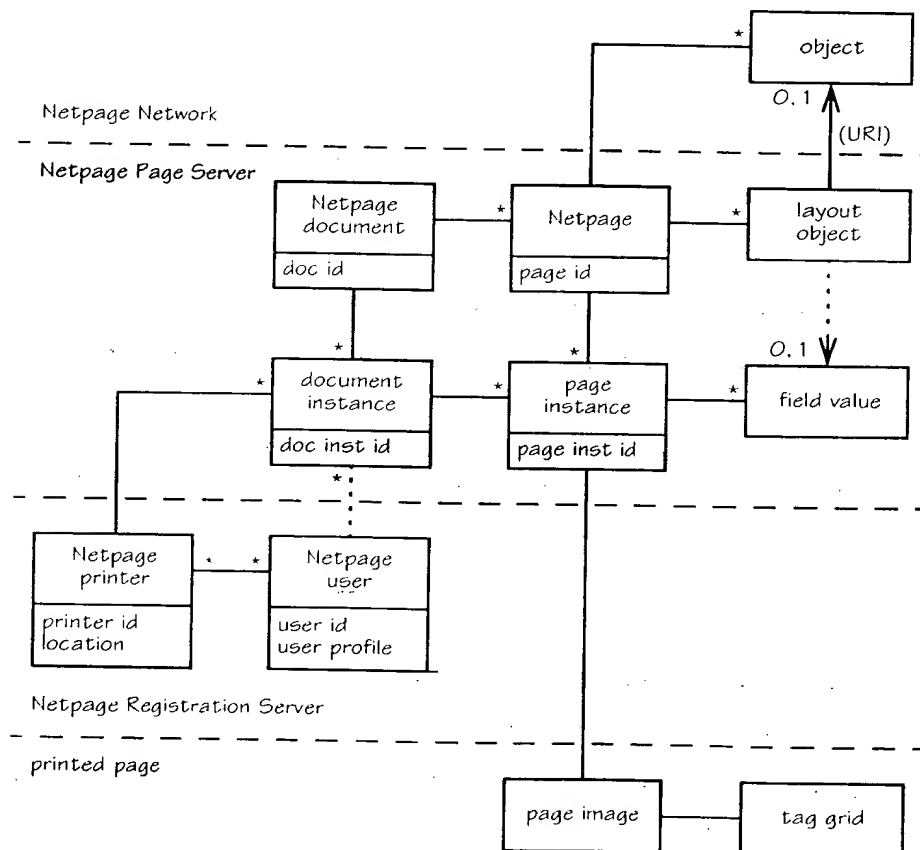 *
object
0.1
Netpage Network
(URI)
Netpage Page Server
Netpage
document
*
Netpage
*
layout
object
doc id
page id
*
*
0.1
*
document
instance
*
page
instance
*
field value
doc inst id
page inst id
*
Netpage
printer
*
*
Netpage
user
printer id
location
user id
user profile
Netpage Registration Server
printed page
page image
tag grid